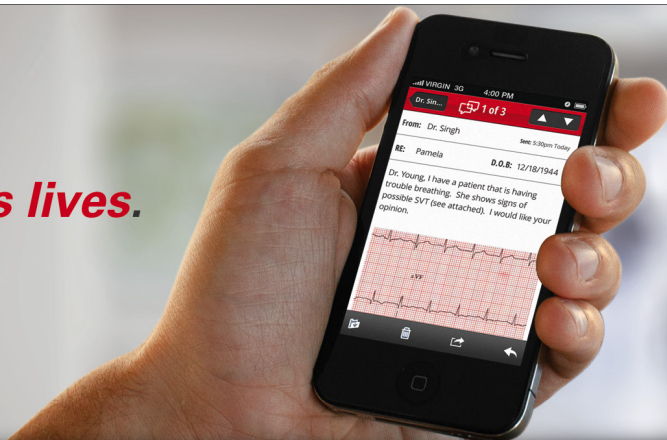 s lives.
VIRGIN 3G 4:00 PM
Dr. Sin... 1 of 3
From: Dr. Singh Sent: 5:30pm Today
RE: Pamela D.O.B: 12/18/1944
Dr. Young, I have a patient that is having
trouble breathing. She shows signs of
possible SVT (see attached). I would like your
opinion.
aVF